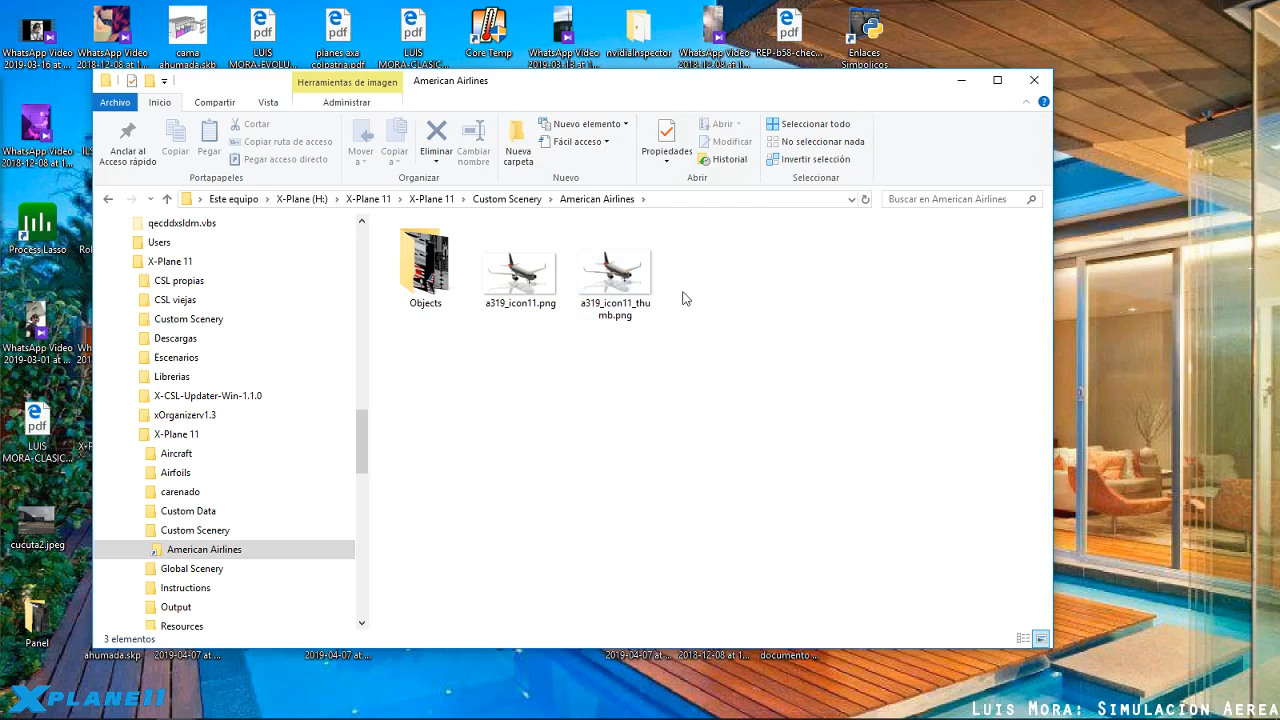 WhatsApp Video
2019-03-16 at ...
WhatsApp Video
2018-12-08 at 1...
cama
ahumada.skb
pdf
LUIS
MORA-EVOLU...
pdf
planes axa
colpatria.pdf
pdf
LUIS
MORA-CLASIC...
Core Temp
WhatsApp Video
2019-03-13 at ...
nvidiaInspector
WhatsApp Video
2018-12-08 at 1...
pdf
REP-b58-chec...
Enlaces
Simbolicos
Herramientas de imagen
American Airlines
Archivo
Inicio
Compartir
Vista
Administrar
Anclar al
Acceso rápido
Copiar
Pegar
Cortar
Copiar ruta de acceso
Pegar acceso directo
Portapapeles
Mover
a
Copiar
a
Eliminar
Cambiar
nombre
Organizar
Nueva
carpeta
Nuevo elemento
Fácil acceso
Nuevo
Propiedades
Abrir
Modificar
Historial
Abrir
Seleccionar todo
No seleccionar nada
Invertir selección
Seleccionar
Este equipo > X-Plane (H:) > X-Plane 11 > X-Plane 11 > Custom Scenery > American Airlines >
Buscar en American Airlines
qecddxsldm.vbs
Users
X-Plane 11
CSL propias
CSL viejas
Custom Scenery
Descargas
Escenarios
Librerias
X-CSL-Updater-Win-1.1.0
xOrganizerv1.3
X-Plane 11
Aircraft
Airfoils
carenado
Custom Data
Custom Scenery
American Airlines
Global Scenery
Instructions
Output
Resources
Objects
a319_icon11.png
a319_icon11_thu
mb.png
3 elementos
WhatsApp Video
2018-12-08 at 1...
Process Lasso
WhatsApp Video
2019-03-01 at ...
pdf
LUIS
MORA-CLASIC...
cucuta2.jpeg
Panel
ahumada.skp
2019-04-07 at ...
2019-04-07 at ...
2019-04-07 at ...
2018-12-08 at 1...
documento ...
XPLANE11
Luis Mora: Simulacion Aerea